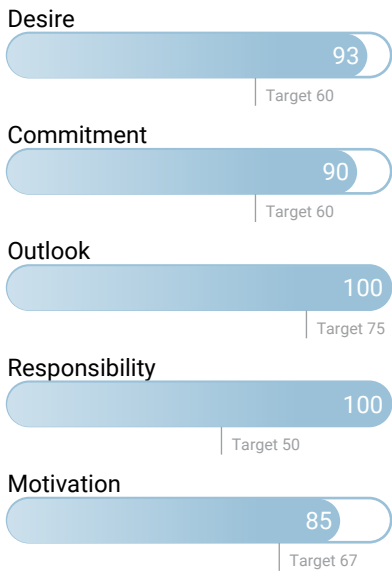 Desire
93
Target 60
Commitment
90
Target 60
Outlook
100
Target 75
Responsibility
100
Target 50
Motivation
85
Target 67